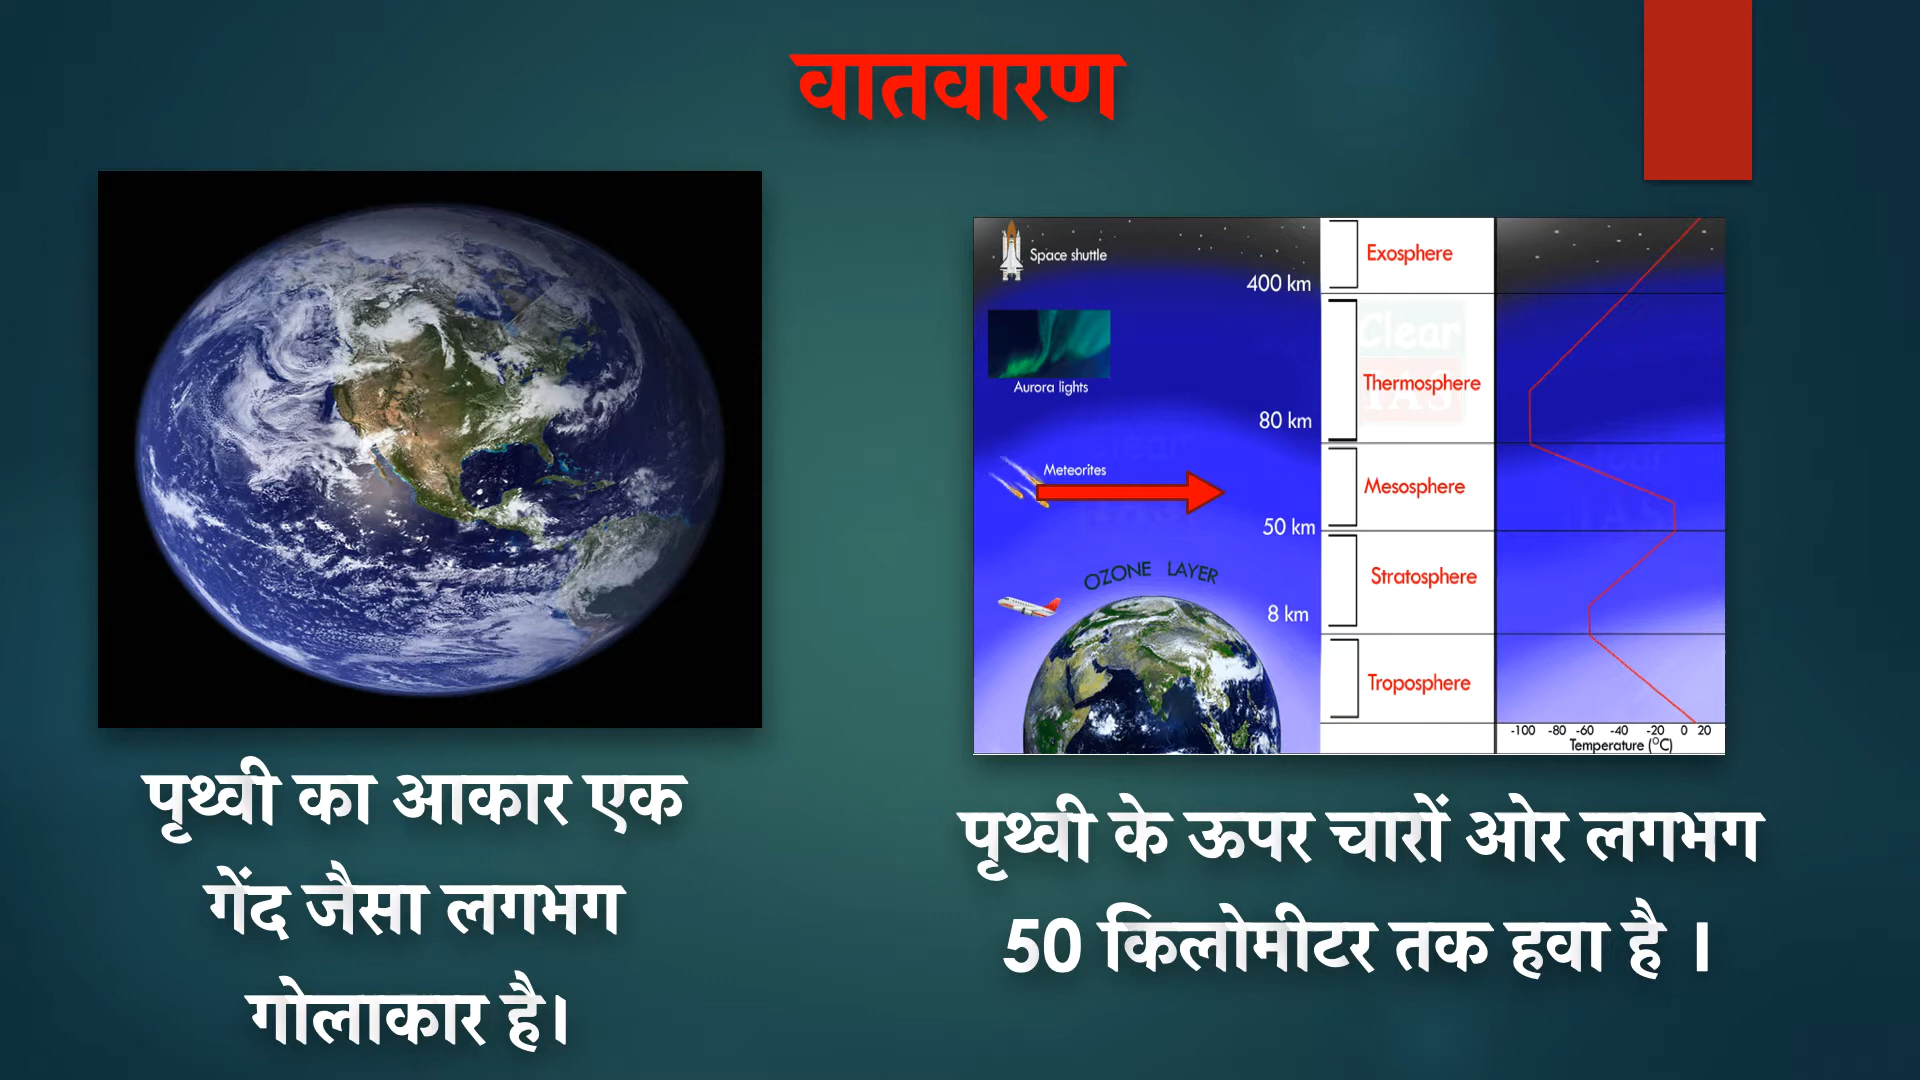 वातवारण
पृथ्वी का आकार एक
गेंद जैसा लगभग
गोलाकार है।
Space shuttle
400 km
Exosphere
Aurora lights
Clear
IAS
Thermosphere
80 km
Meteorites
Mesosphere
50 km
OZONE LAYER
Stratosphere
8 km
Troposphere
-100 -80 -60 -40 -20 0 20
Temperature (°C)
पृथ्वी के ऊपर चारों ओर लगभग
50 किलोमीटर तक हवा है ।